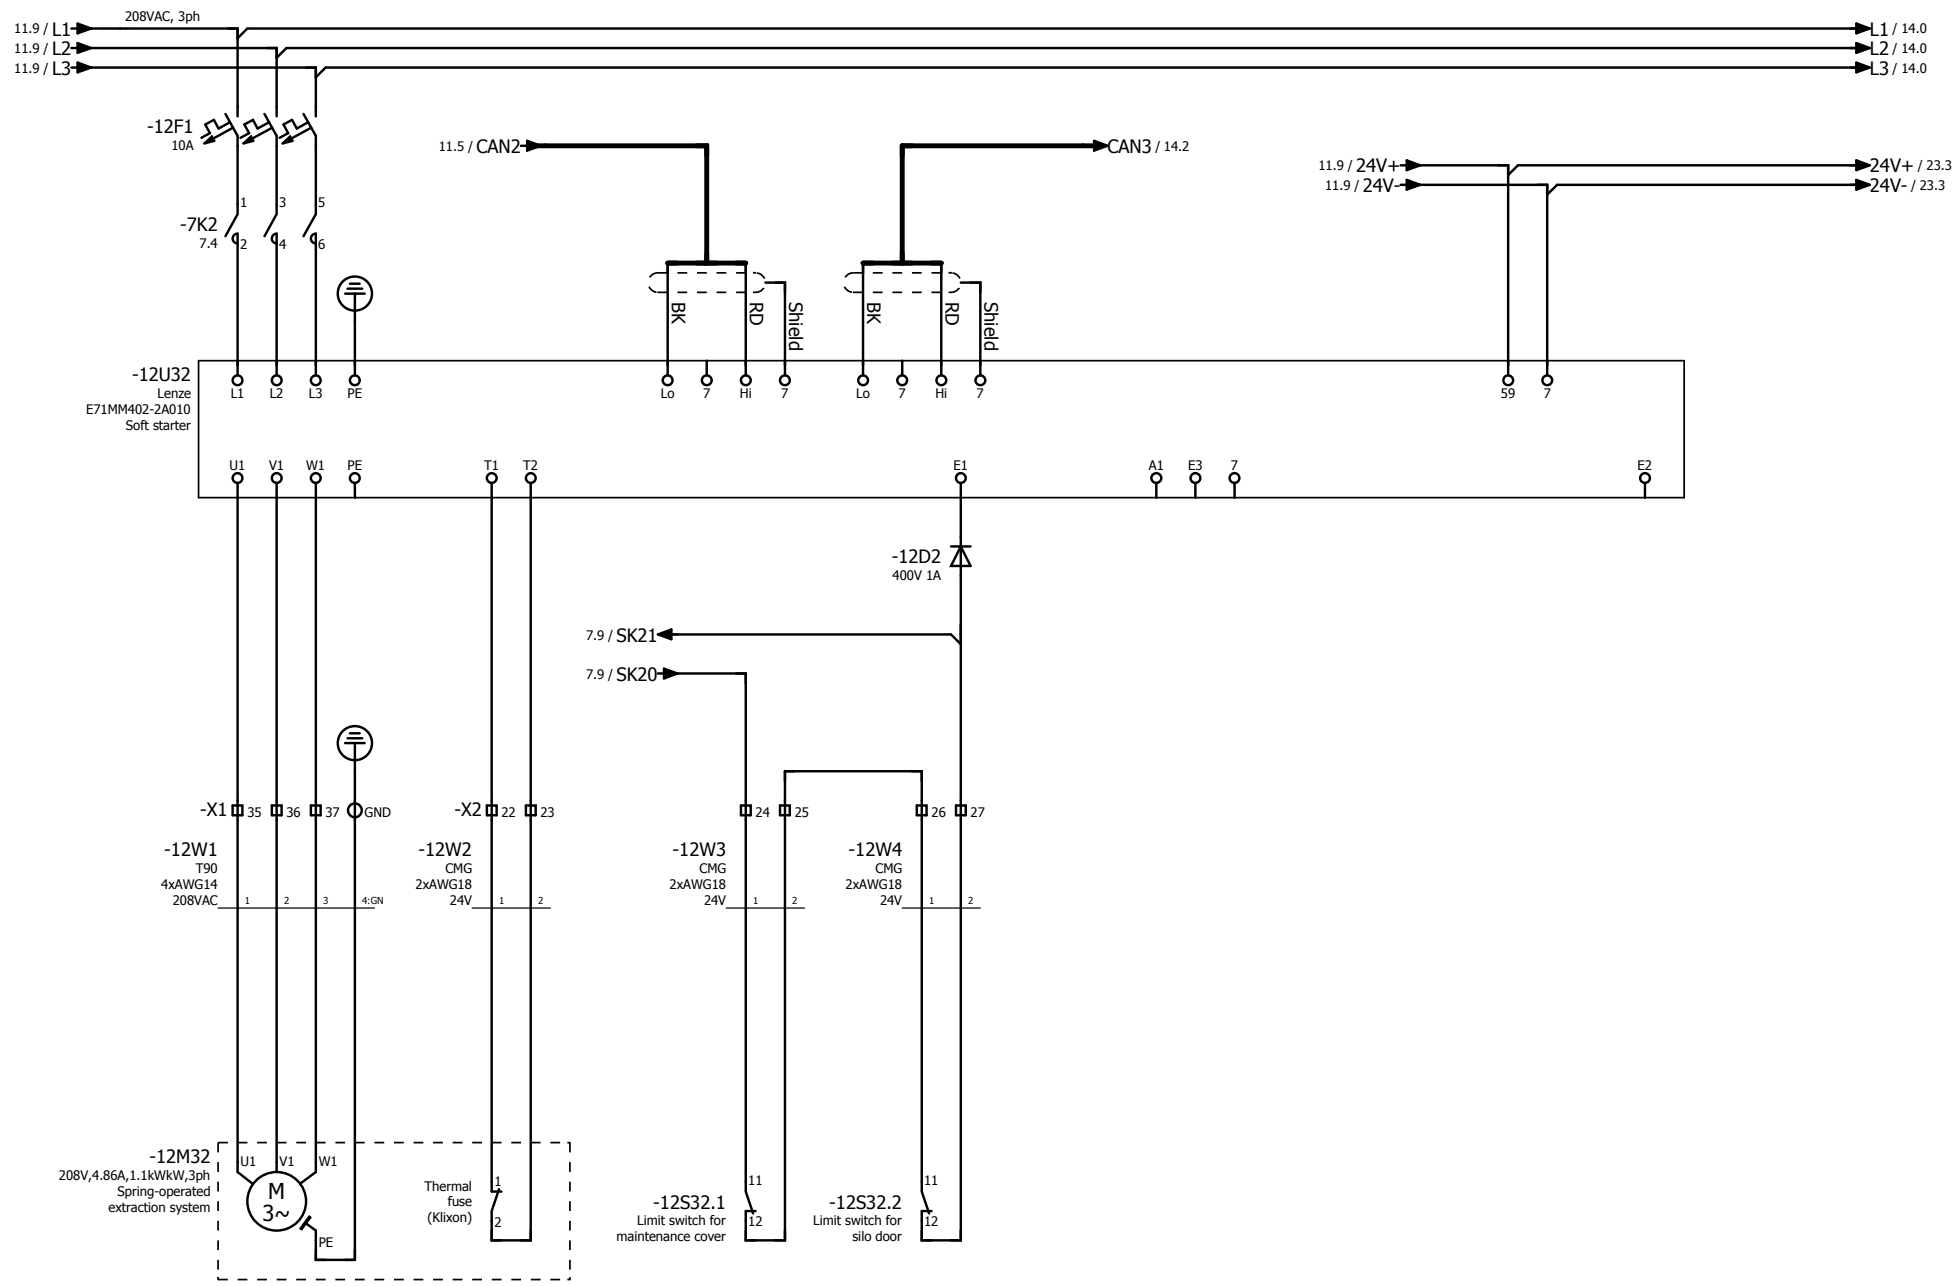 208VAC, 3ph
11.9 / L1
L1 / 14.0
11.9 / L2
L2 / 14.0
11.9 / L3
L3 / 14.0
-12F1
10A
11.5 / CAN2
CAN3 / 14.2
11.9 / 24V+
24V+ / 23.3
11.9 / 24V-
24V- / 23.3
-7K2
7.4
1 3 5
2 4 6
BK RD Shield
BK RD Shield
-12U32
Lenze
E71MM402-2A010
Soft starter
L1 L2 L3 PE
Lo 7 Hi 7
Lo 7 Hi 7
59 7
U1 V1 W1 PE
T1 T2
E1
A1 E3 7
E2
-12D2
400V 1A
7.9 / SK21
7.9 / SK20
-X1 35 36 37 GND
-X2 22 23
24 25
26 27
-12W1
T90
4xAWG14
208VAC
1 2 3 4:GN
-12W2
CMG
2xAWG18
24V
1 2
-12W3
CMG
2xAWG18
24V
1 2
-12W4
CMG
2xAWG18
24V
1 2
-12M32
208V,4.86A,1.1kWkW,3ph
Spring-operated
extraction system
U1 V1 W1
M
3~
PE
Thermal
fuse
(Klixon)
1
2
-12S32.1
Limit switch for
maintenance cover
11
12
-12S32.2
Limit switch for
silo door
11
12